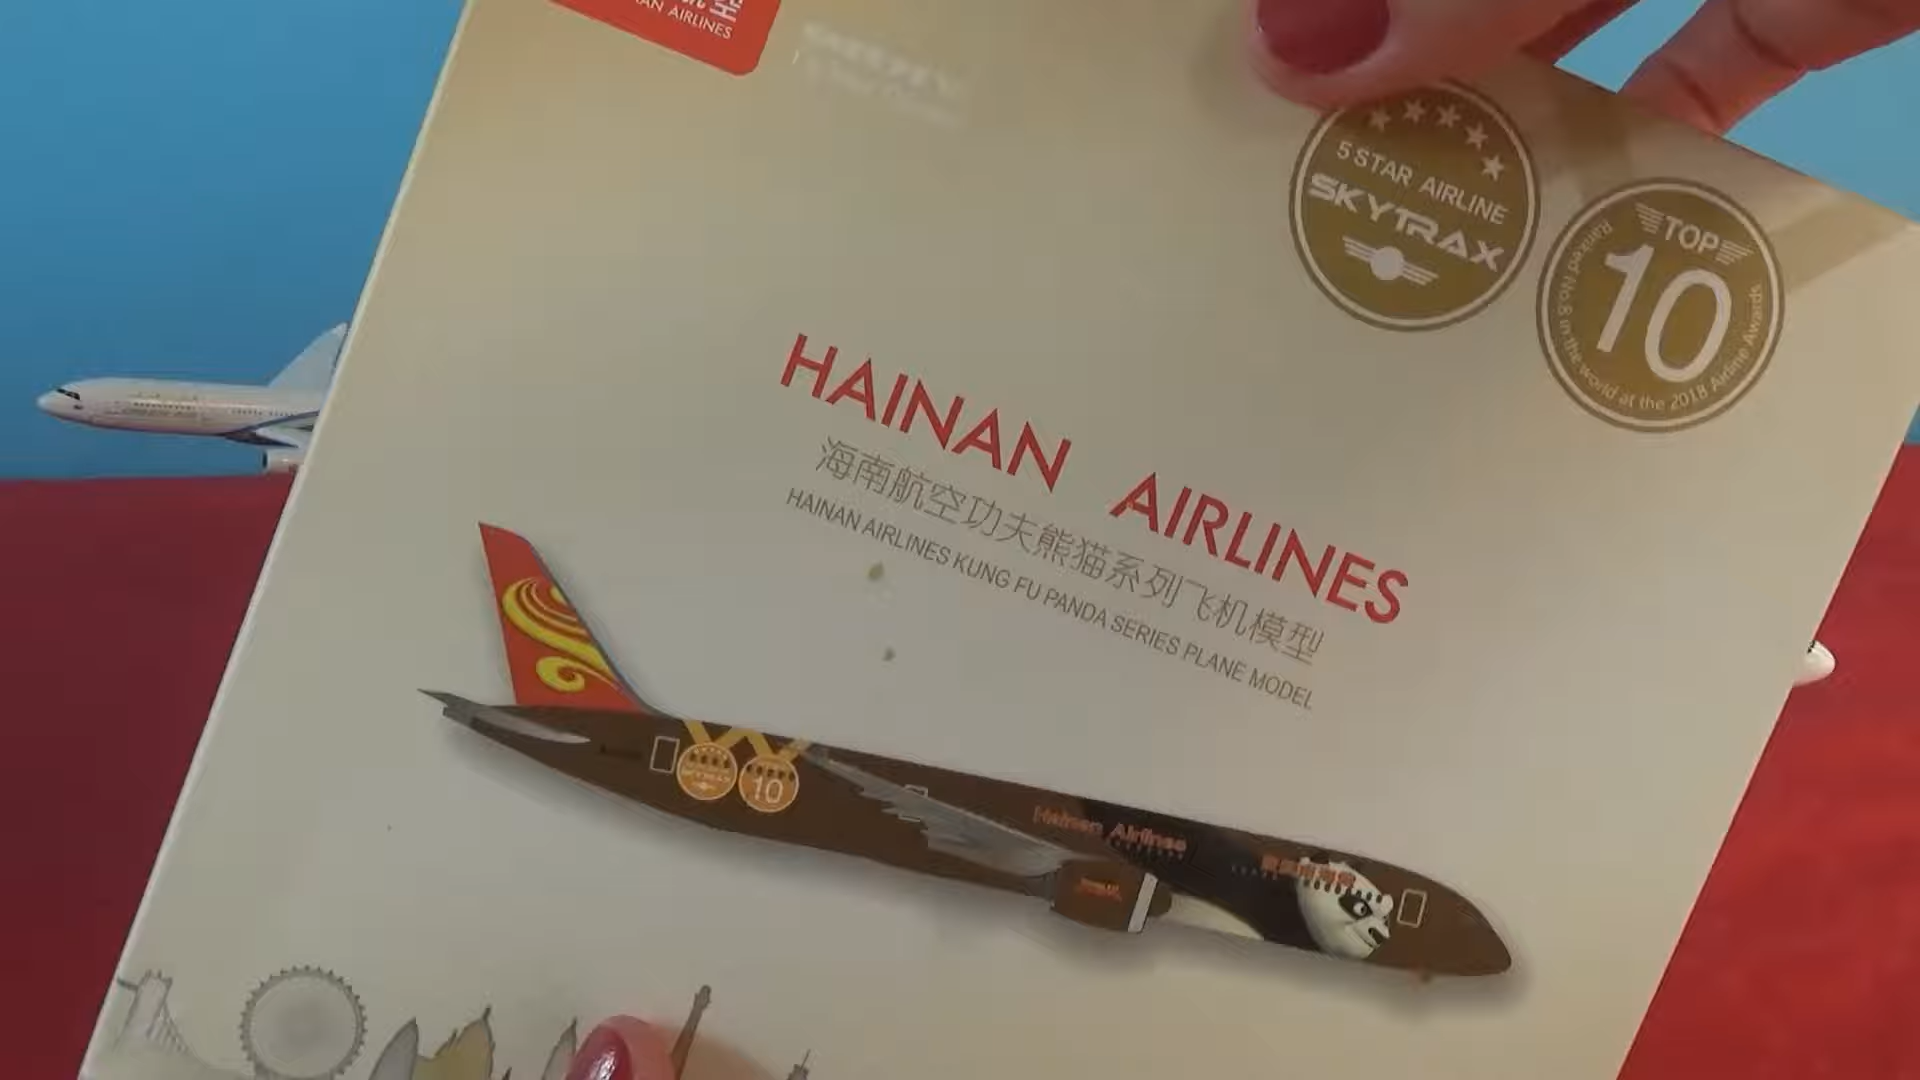 AN AIRLINES
5 STAR AIRLINE
SKYTRAX
TOP
10
Ranked No.8 in the world at the 2018 Airline Awards
HAINAN AIRLINES
海南航空功夫熊猫系列飞机模型
HAINAN AIRLINES KUNG FU PANDA SERIES PLANE MODEL
SKYTRAX
10
Hainan Airlines